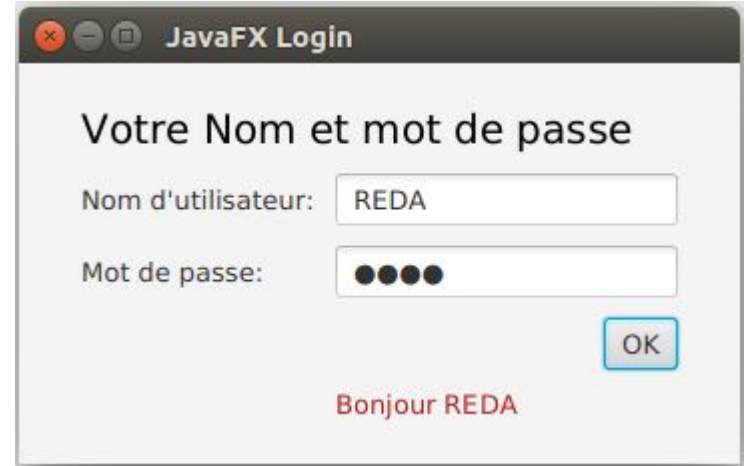 JavaFX Login
Votre Nom et mot de passe
Nom d'utilisateur: REDA
Mot de passe: ●●●●
OK
Bonjour REDA